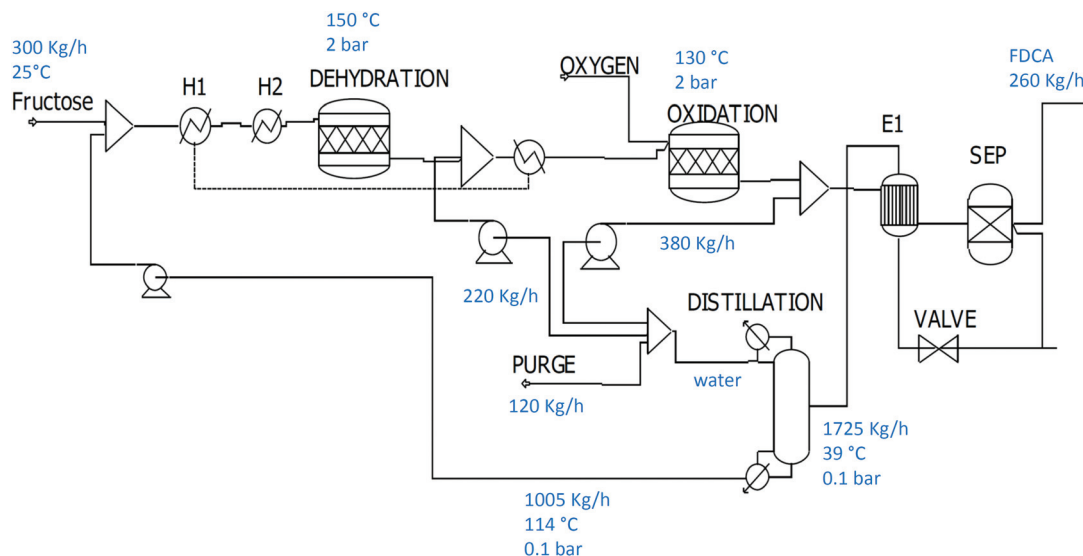 300 Kg/h
25°C
Fructose
H1
H2
150 °C
2 bar
DEHYDRATION
OXYGEN
130 °C
2 bar
OXIDATION
E1
SEP
FDCA
260 Kg/h
380 Kg/h
220 Kg/h
DISTILLATION
VALVE
PURGE
120 Kg/h
water
1725 Kg/h
39 °C
0.1 bar
1005 Kg/h
114 °C
0.1 bar